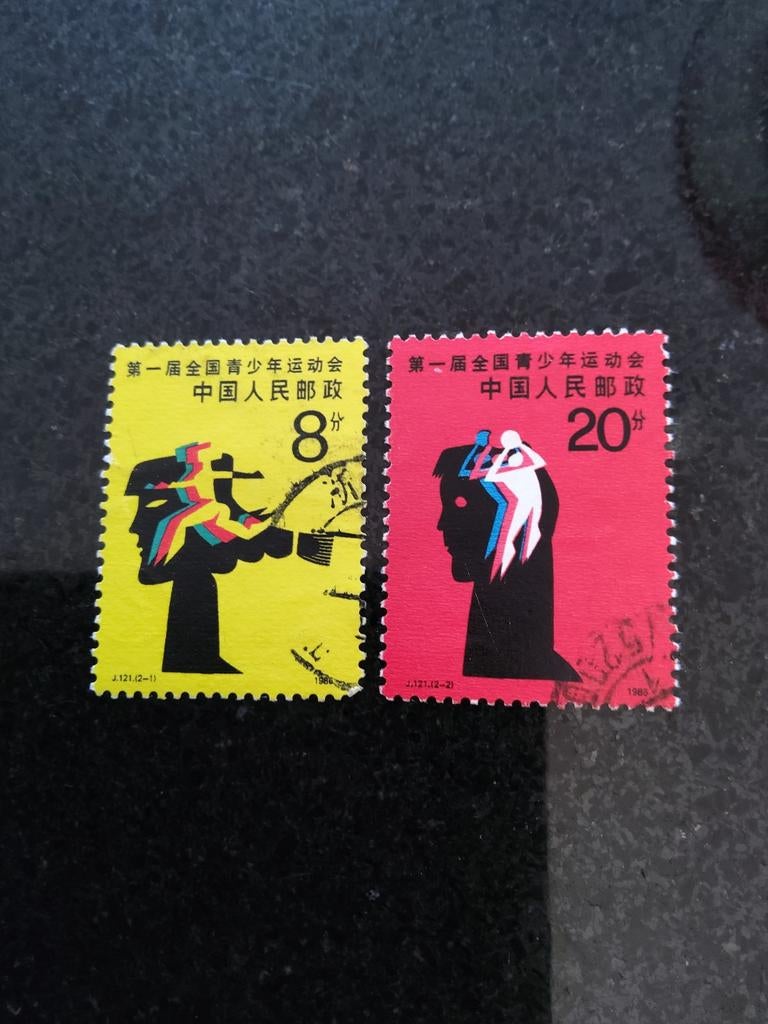 第一届全国青少年运动会
中国人民邮政
8分
浙
J.121.(2-1)
第一届全国青少年运动会
中国人民邮政
20分
J.121.(2-2)